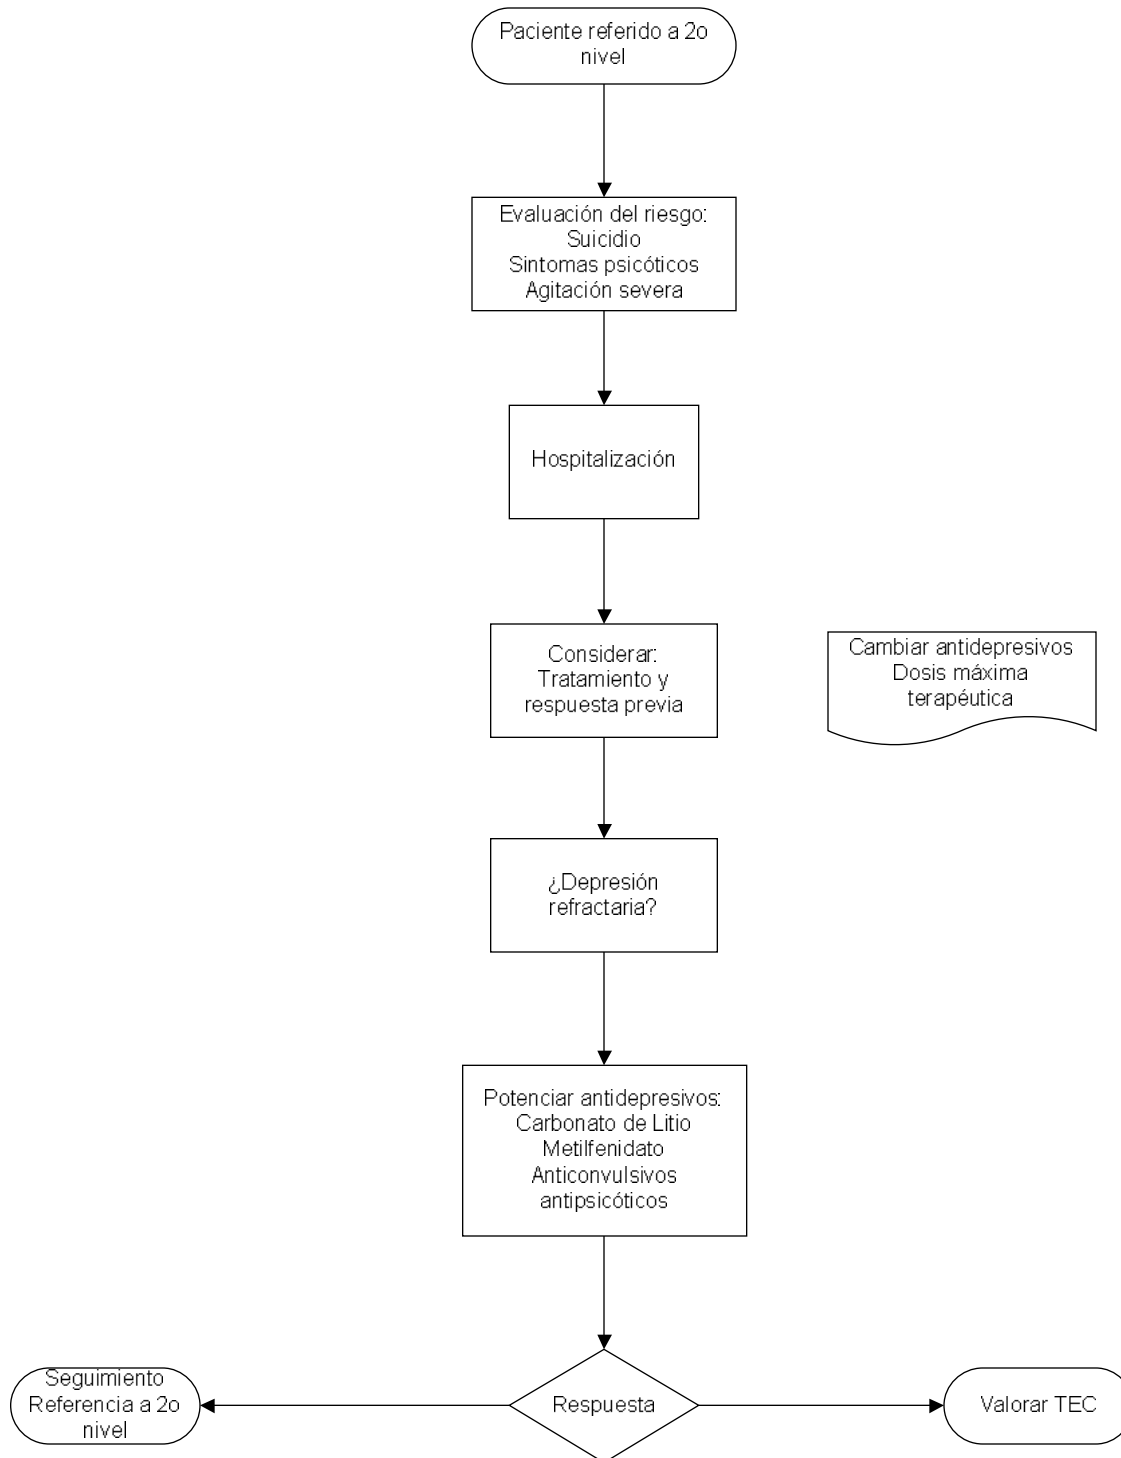 Paciente referido a 2o
nivel
Evaluación del riesgo:
Suicidio
Sintomas psicóticos
Agitación severa
Hospitalización
Considerar:
Tratamiento y
respuesta previa
Cambiar antidepresivos
Dosis máxima
terapéutica
¿Depresión
refractaria?
Potenciar antidepresivos:
Carbonato de Litio
Metilfenidato
Anticonvulsivos
antipsicóticos
Seguimiento
Referencia a 2o
nivel
Respuesta
Valorar TEC